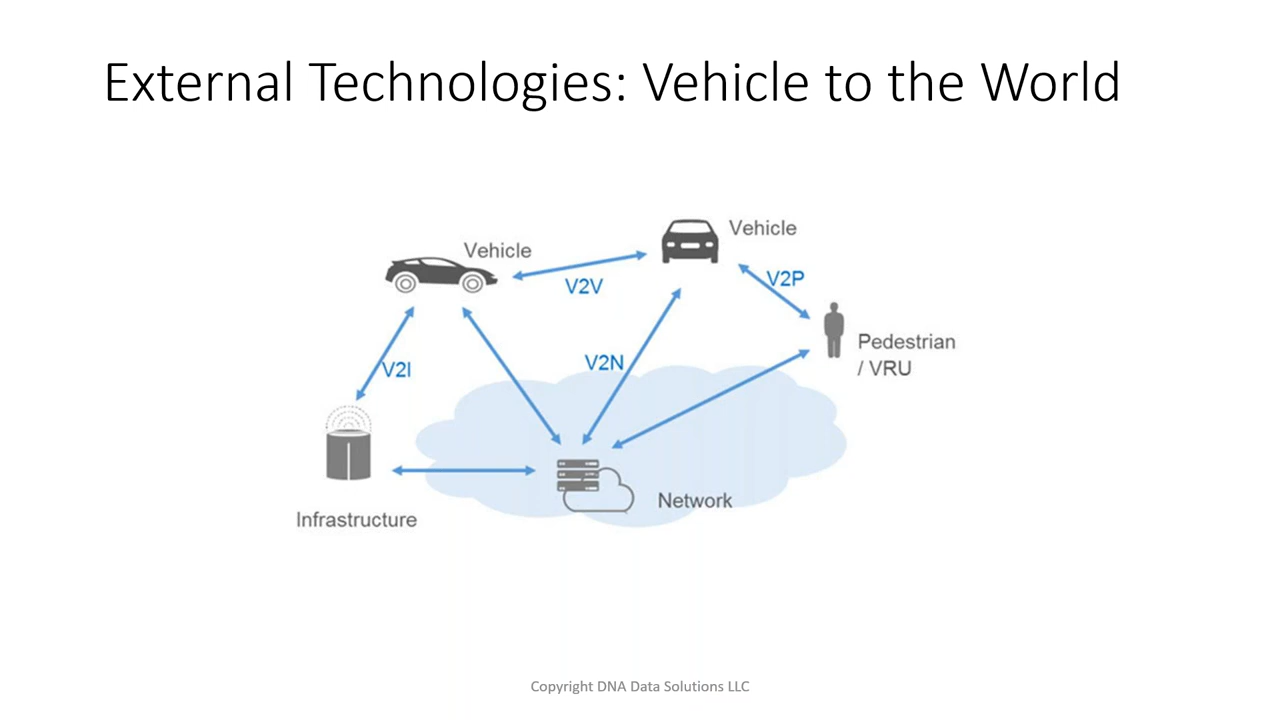 External Technologies: Vehicle to the World
Vehicle
Vehicle
V2V
V2P
Pedestrian
/ VRU
V2N
V2I
Network
Infrastructure
Copyright DNA Data Solutions LLC